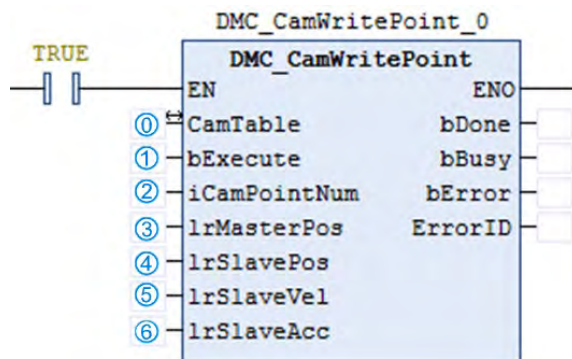 DMC_CamWritePoint_0
TRUE
DMC_CamWritePoint
EN ENO
⓪ CamTable bDone
① bExecute bBusy
② iCamPointNum bError
③ lrMasterPos ErrorID
④ lrSlavePos
⑤ lrSlaveVel
⑥ lrSlaveAcc